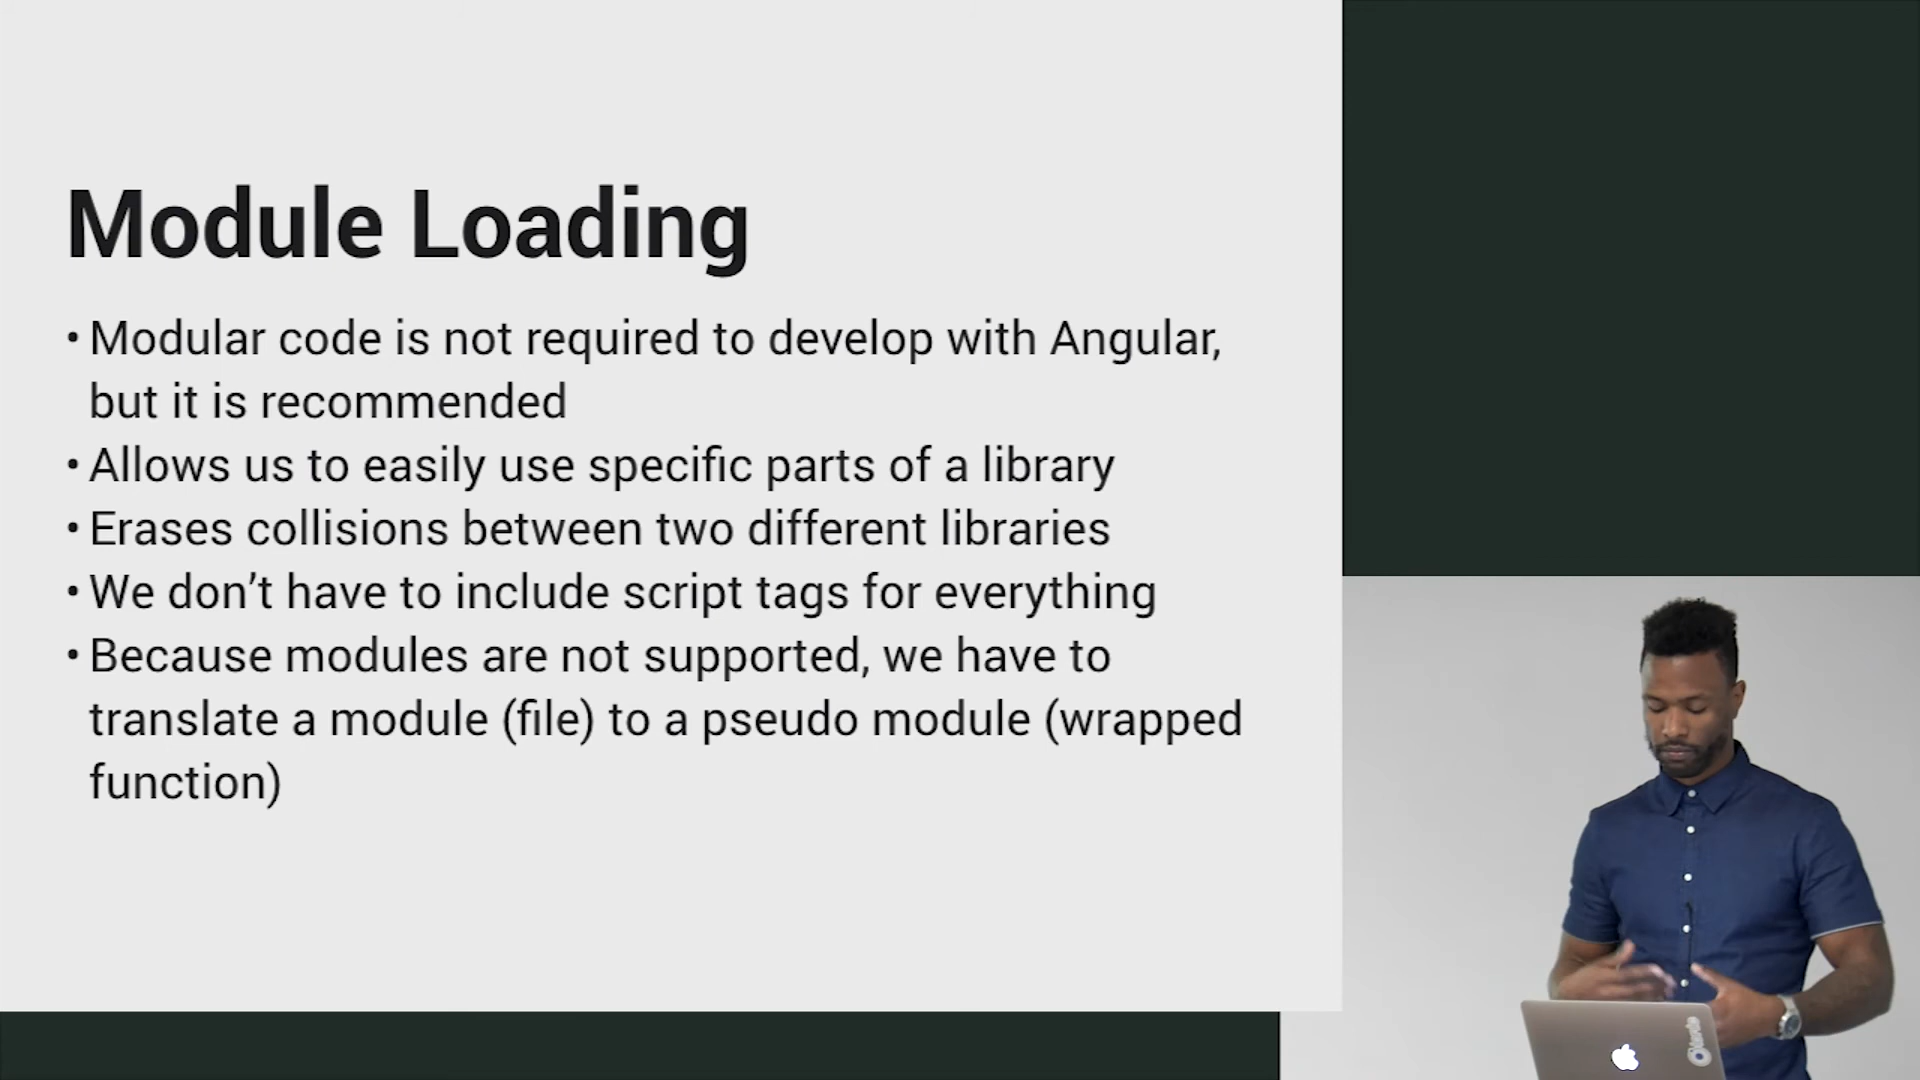 Module Loading
• Modular code is not required to develop with Angular,
but it is recommended
• Allows us to easily use specific parts of a library
• Erases collisions between two different libraries
• We don’t have to include script tags for everything
• Because modules are not supported, we have to
translate a module (file) to a pseudo module (wrapped
function)